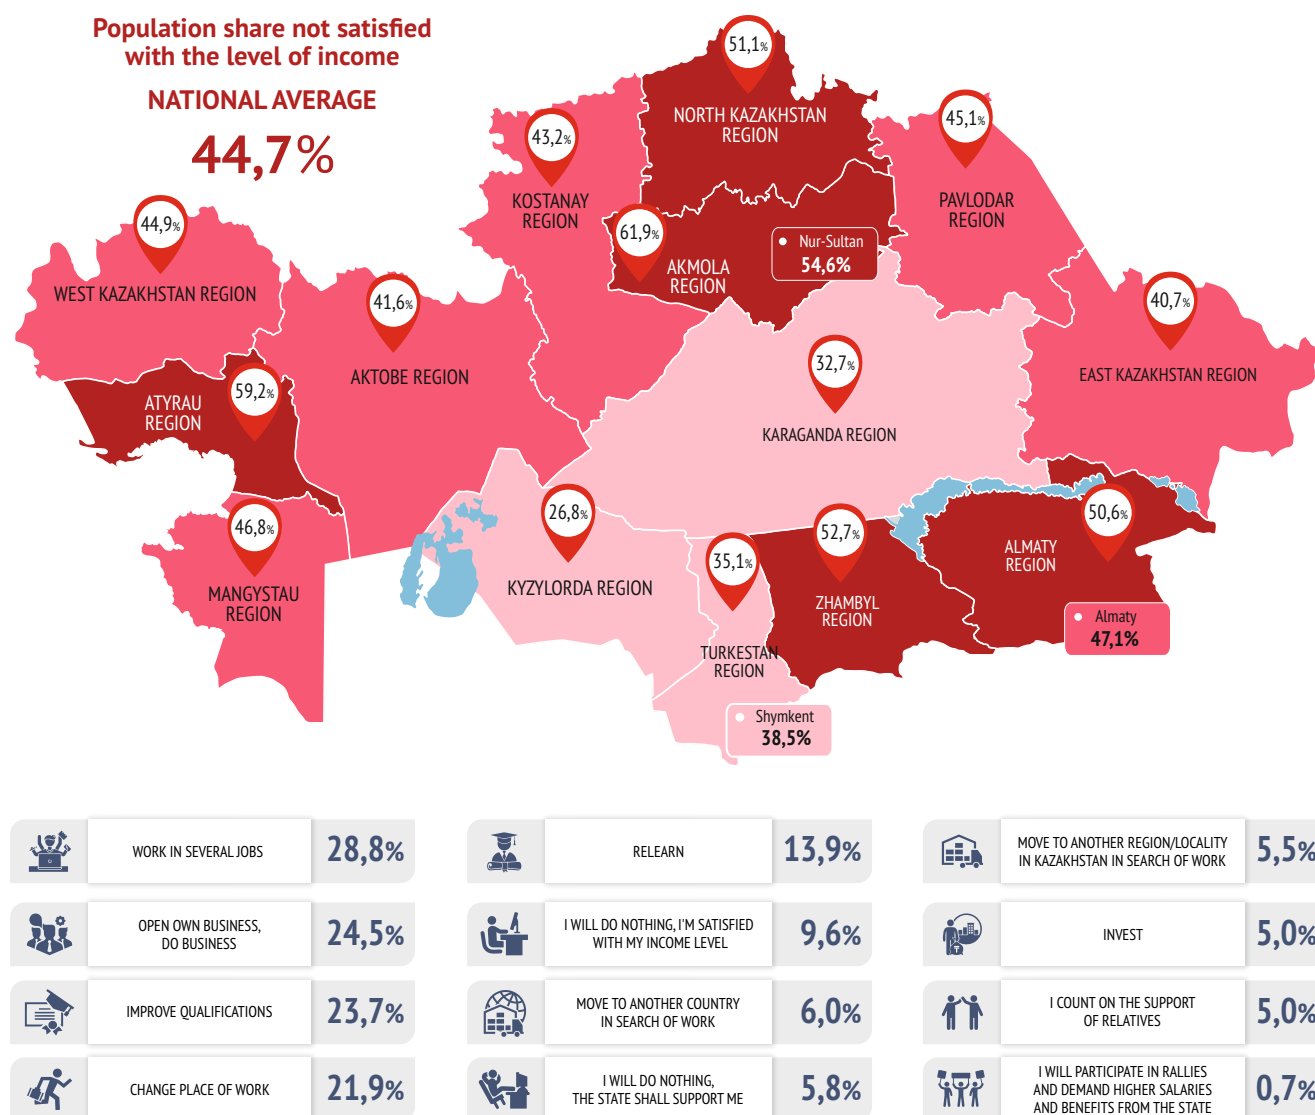 Population share not satisfied
with the level of income
NATIONAL AVERAGE
44,7%
51,1%
NORTH KAZAKHSTAN
REGION
43,2%
KOSTANAY
REGION
45,1%
PAVLODAR
REGION
44,9%
WEST KAZAKHSTAN REGION
61,9%
AKMOLA
REGION
Nur-Sultan
54,6%
41,6%
AKTOBE REGION
40,7%
EAST KAZAKHSTAN REGION
59,2%
ATYRAU
REGION
32,7%
KARAGANDA REGION
46,8%
MANGYSTAU
REGION
26,8%
KYZYLORDA REGION
35,1%
TURKESTAN
REGION
52,7%
ZHAMBYL
REGION
50,6%
ALMATY
REGION
Almaty
47,1%
Shymkent
38,5%
WORK IN SEVERAL JOBS
28,8%
OPEN OWN BUSINESS,
DO BUSINESS
24,5%
IMPROVE QUALIFICATIONS
23,7%
CHANGE PLACE OF WORK
21,9%
RELEARN
13,9%
I WILL DO NOTHING, I'M SATISFIED
WITH MY INCOME LEVEL
9,6%
MOVE TO ANOTHER COUNTRY
IN SEARCH OF WORK
6,0%
I WILL DO NOTHING,
THE STATE SHALL SUPPORT ME
5,8%
MOVE TO ANOTHER REGION/LOCALITY
IN KAZAKHSTAN IN SEARCH OF WORK
5,5%
INVEST
5,0%
I COUNT ON THE SUPPORT
OF RELATIVES
5,0%
I WILL PARTICIPATE IN RALLIES
AND DEMAND HIGHER SALARIES
AND BENEFITS FROM THE STATE
0,7%